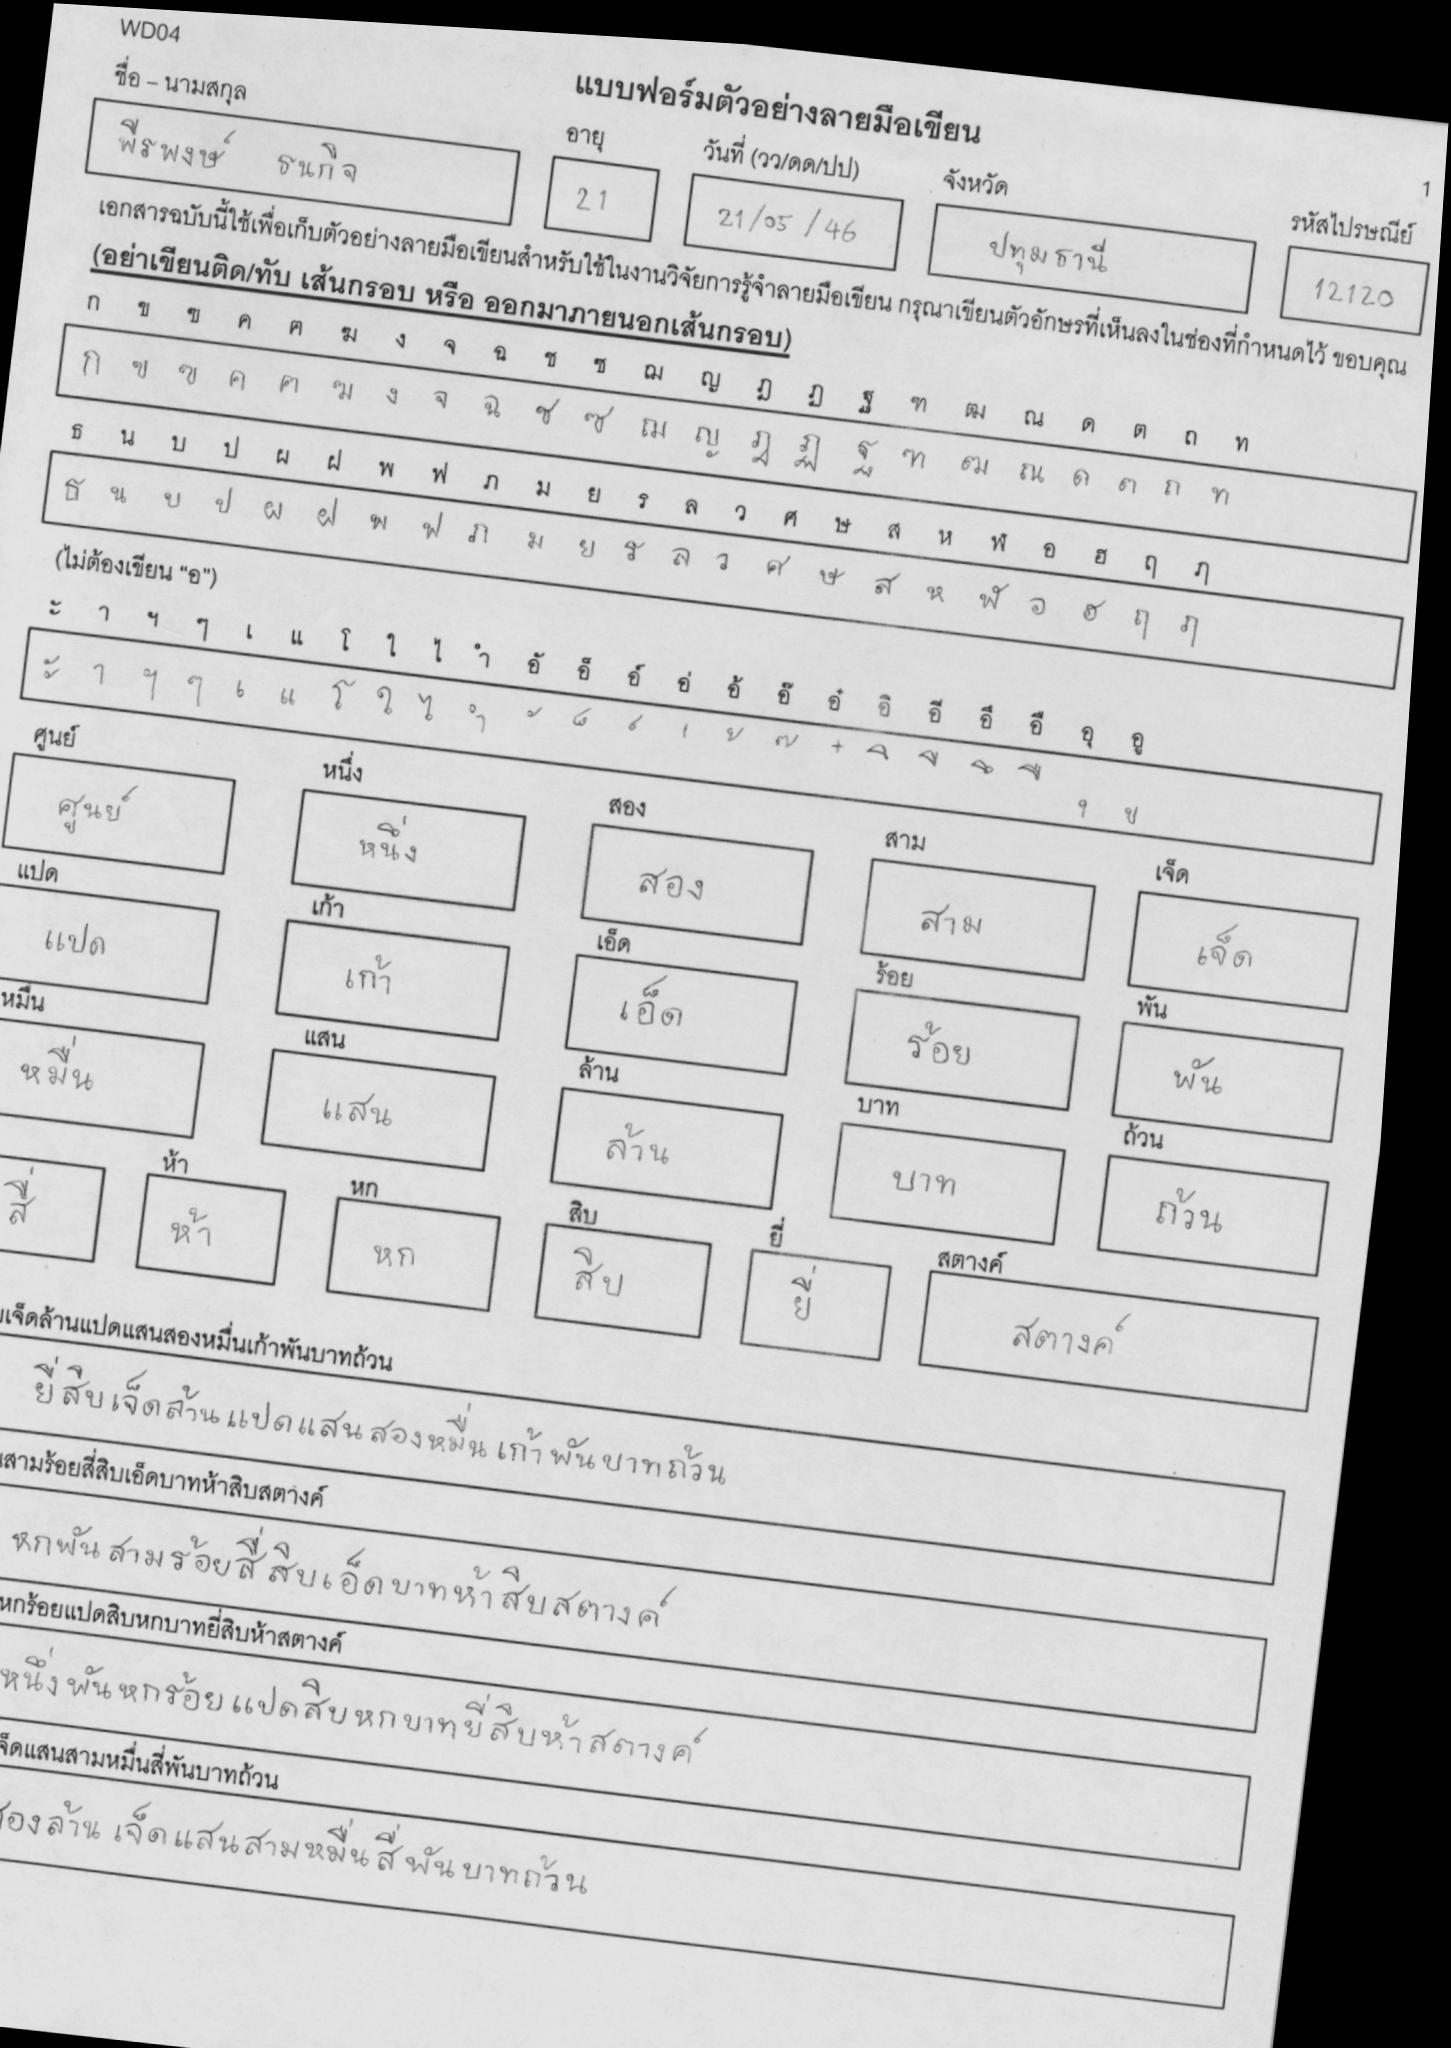 WD04
แบบฟอร์มตัวอย่างลายมือเขียน
1
ชื่อ – นามสกุล อายุ วันที่ (วว/ดด/ปป) จังหวัด รหัสไปรษณีย์
พีรพงษ์ ธนกิจ 21 21/05/46 ปทุมธานี 12120
เอกสารฉบับนี้ใช้เพื่อเก็บตัวอย่างลายมือเขียนสำหรับใช้ในงานวิจัยการรู้จำลายมือเขียน กรุณาเขียนตัวอักษรที่เห็นลงในช่องที่กำหนดไว้ ขอบคุณ
(อย่าเขียนติด/ทับ เส้นกรอบ หรือ ออกมาภายนอกเส้นกรอบ)
ก ข ฃ ค ฅ ฆ ง จ ฉ ช ซ ฌ ญ ฎ ฏ ฐ ฑ ฒ ณ ด ต ถ ท
ก ข ฃ ค ฅ ฆ ง จ ฉ ช ซ ฌ ญ ฎ ฏ ฐ ฑ ฒ ณ ด ต ถ ท
ธ น บ ป ผ ฝ พ ฟ ภ ม ย ร ล ว ศ ษ ส ห ฬ อ ฮ ฤ ฦ
ธ น บ ป ผ ฝ พ ฟ ภ ม ย ร ล ว ศ ษ ส ห ฬ อ ฮ ฤ ฦ
(ไม่ต้องเขียน "อ")
ะ า ฯ ๆ เ แ โ ใ ไ ำ อั อ็ อ์ อ่ อ้ อ๊ อ๋ อิ อี อึ อื อุ อู
ะ า ฯ ๆ เ แ โ ใ ไ ำ ั ็ ์ ่ ้ ๊ ๋ ิ ี ึ ื ุ ู
ศูนย์ หนึ่ง สอง สาม เจ็ด
ศูนย์ หนึ่ง สอง สาม เจ็ด
แปด เก้า เอ็ด ร้อย พัน
แปด เก้า เอ็ด ร้อย พัน
หมื่น แสน ล้าน บาท ถ้วน
หมื่น แสน ล้าน บาท ถ้วน
ห้า หก สิบ ยี่ สตางค์
สี่ ห้า หก สิบ ยี่ สตางค์
เจ็ดล้านแปดแสนสองหมื่นเก้าพันบาทถ้วน
ยี่สิบเจ็ดล้านแปดแสนสองหมื่นเก้าพันบาทถ้วน
สามร้อยสี่สิบเอ็ดบาทห้าสิบสตางค์
หกพันสามร้อยสี่สิบเอ็ดบาทห้าสิบสตางค์
หกร้อยแปดสิบหกบาทยี่สิบห้าสตางค์
หนึ่งพันหกร้อยแปดสิบหกบาทยี่สิบห้าสตางค์
จ็ดแสนสามหมื่นสี่พันบาทถ้วน
สองล้านเจ็ดแสนสามหมื่นสี่พันบาทถ้วน